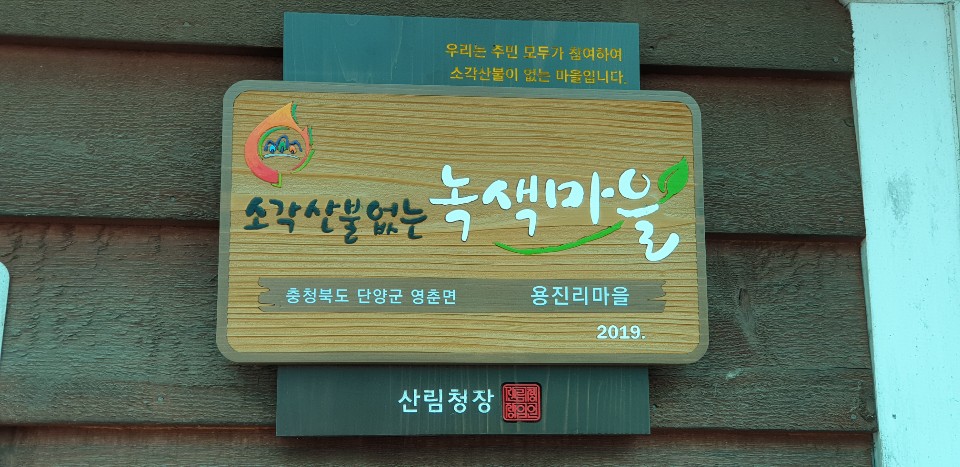 우리는 주민 모두가 참여하여
소각산불이 없는 마을입니다.
소각산불없는 녹색마을
충청북도 단양군 영춘면 용진리마을
2019.
산림청장